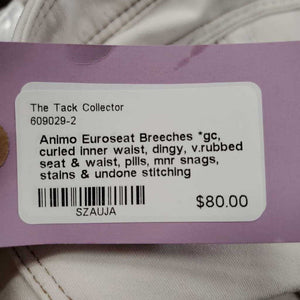 The Tack Collector
609029-2
Animo Euroseat Breeches *gc,
curled inner waist, dingy, v.rubbed
seat & waist, pills, mnr snags,
stains & undone stitching
SZAUJA
$80.00